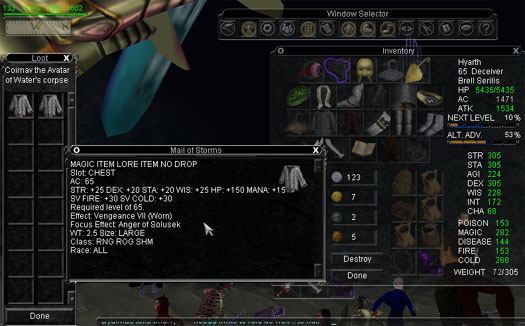 Window Selector
133
1682
W
N
Loot
Coirnav the Avatar
of Water's corpse
Done
Mail of Storms
MAGIC ITEM LORE ITEM NO DROP
Slot: CHEST
AC: 65
STR: +25 DEX: +20 STA: +20 WIS: +25 HP: +150 MANA: +15
SV FIRE: +30 SV COLD: +30
Required level of 65.
Effect: Vengeance VII (Worn)
Focus Effect: Anger of Solusek
WT: 2.5 Size: LARGE
Class: RNG ROG SHM
Race: ALL
Inventory
123
7
2
5
Destroy
Done
Hyarth
65 Deceiver
Brell Serilis
HP 5435/5435
AC 1471
ATK 1534
NEXT LEVEL 10%
ALT. ADV. 53%
STR 305
STA 305
AGI 224
DEX 305
WIS 228
INT 172
CHA 68
POISON 153
MAGIC 282
DISEASE 144
FIRE 153
COLD 268
WEIGHT 72/305